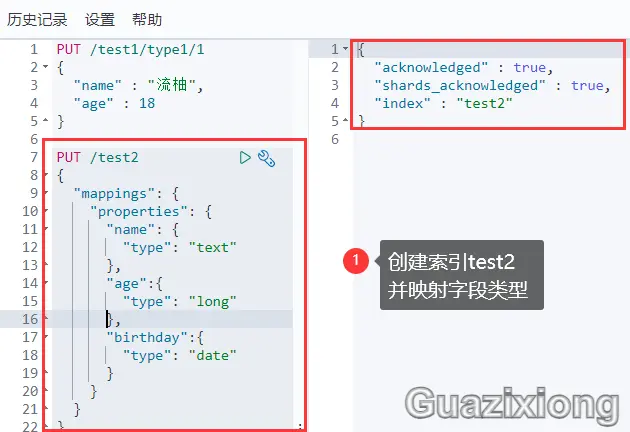 历史记录 设置 帮助
1 PUT /test1/type1/1
2 {
3 "name" : "流柚",
4 "age" : 18
5 }
6
7 PUT /test2
8 {
9 "mappings": {
10 "properties": {
11 "name": {
12 "type": "text"
13 },
14 "age":{
15 "type": "long"
16 },
17 "birthday":{
18 "type": "date"
19 }
20 }
21 }
22 }
1 {
2 "acknowledged" : true,
3 "shards_acknowledged" : true,
4 "index" : "test2"
5 }
6
1 创建索引test2
并映射字段类型
Guazixiong